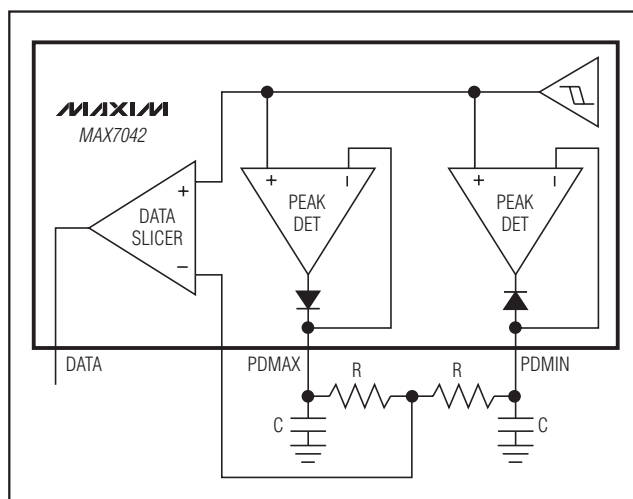 MAXIM
MAX7042
+
−
DATA
SLICER
+
−
PEAK
DET
+
−
PEAK
DET
DATA
PDMAX
R
R
PDMIN
C
C